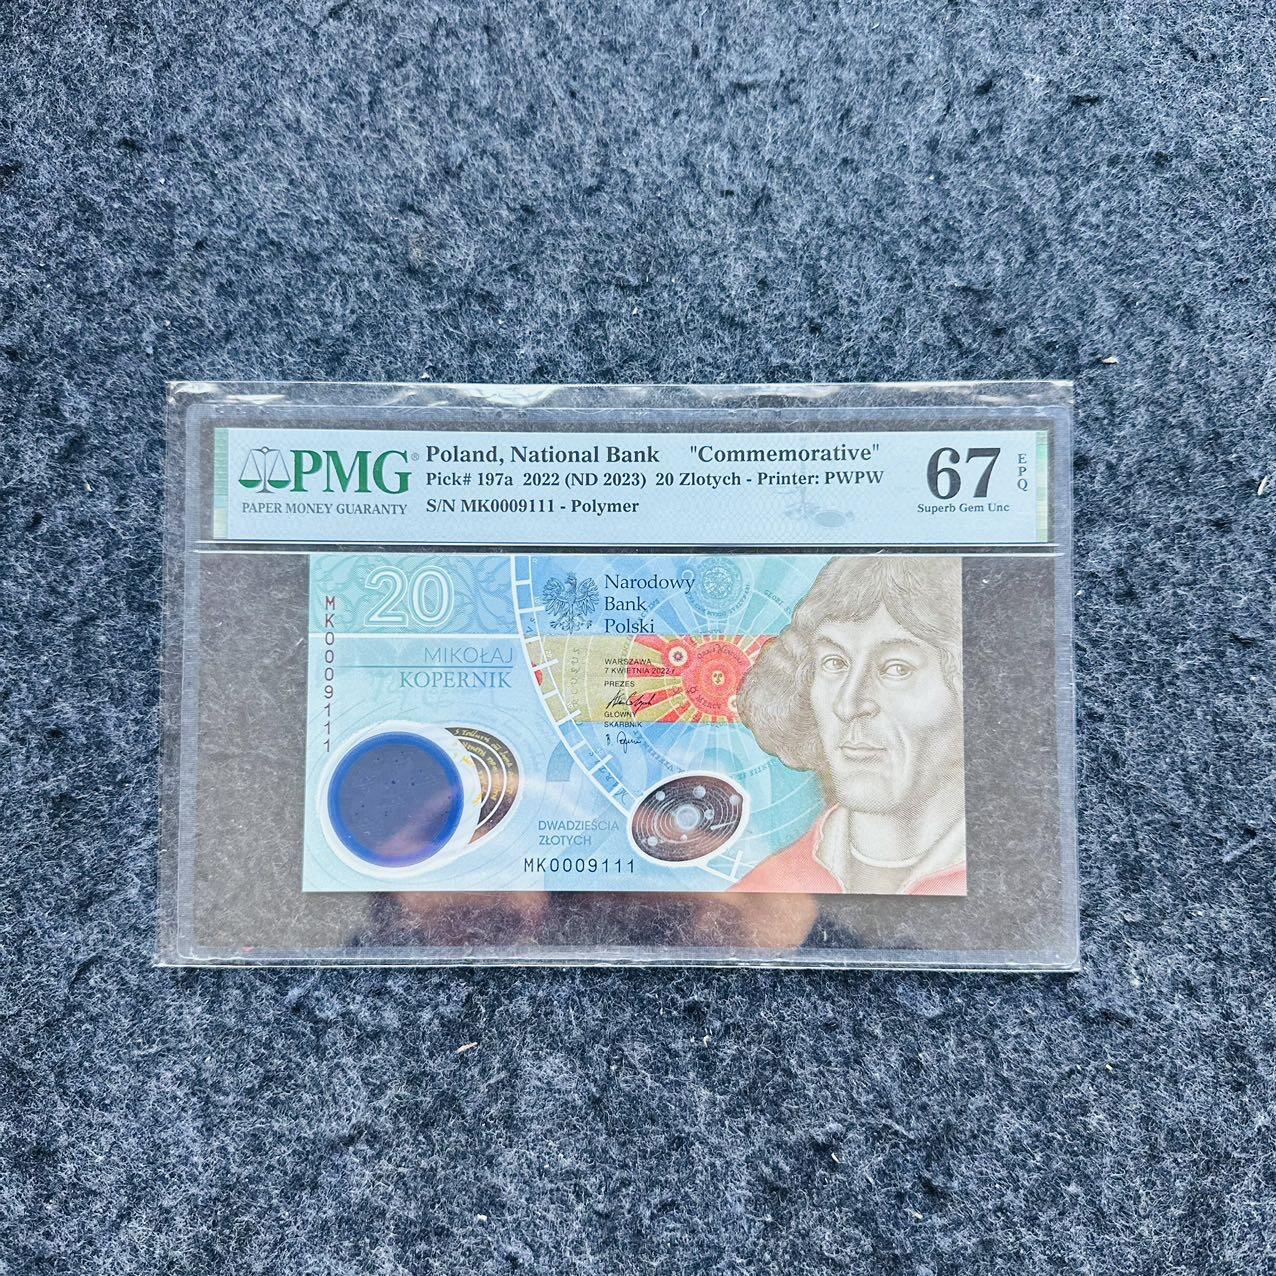 PMG®
PAPER MONEY GUARANTY
Poland, National Bank "Commemorative"
Pick# 197a 2022 (ND 2023) 20 Zlotych - Printer: PWPW
S/N MK0009111 - Polymer
67
EPQ
Superb Gem Unc
MK0009111
20
Narodowy
Bank
Polski
MIKOŁAJ
KOPERNIK
WARSZAWA
7 KWIETNIA 2022 r.
PREZES
GŁÓWNY
SKARBNIK
DWADZIEŚCIA
ZŁOTYCH
MK0009111